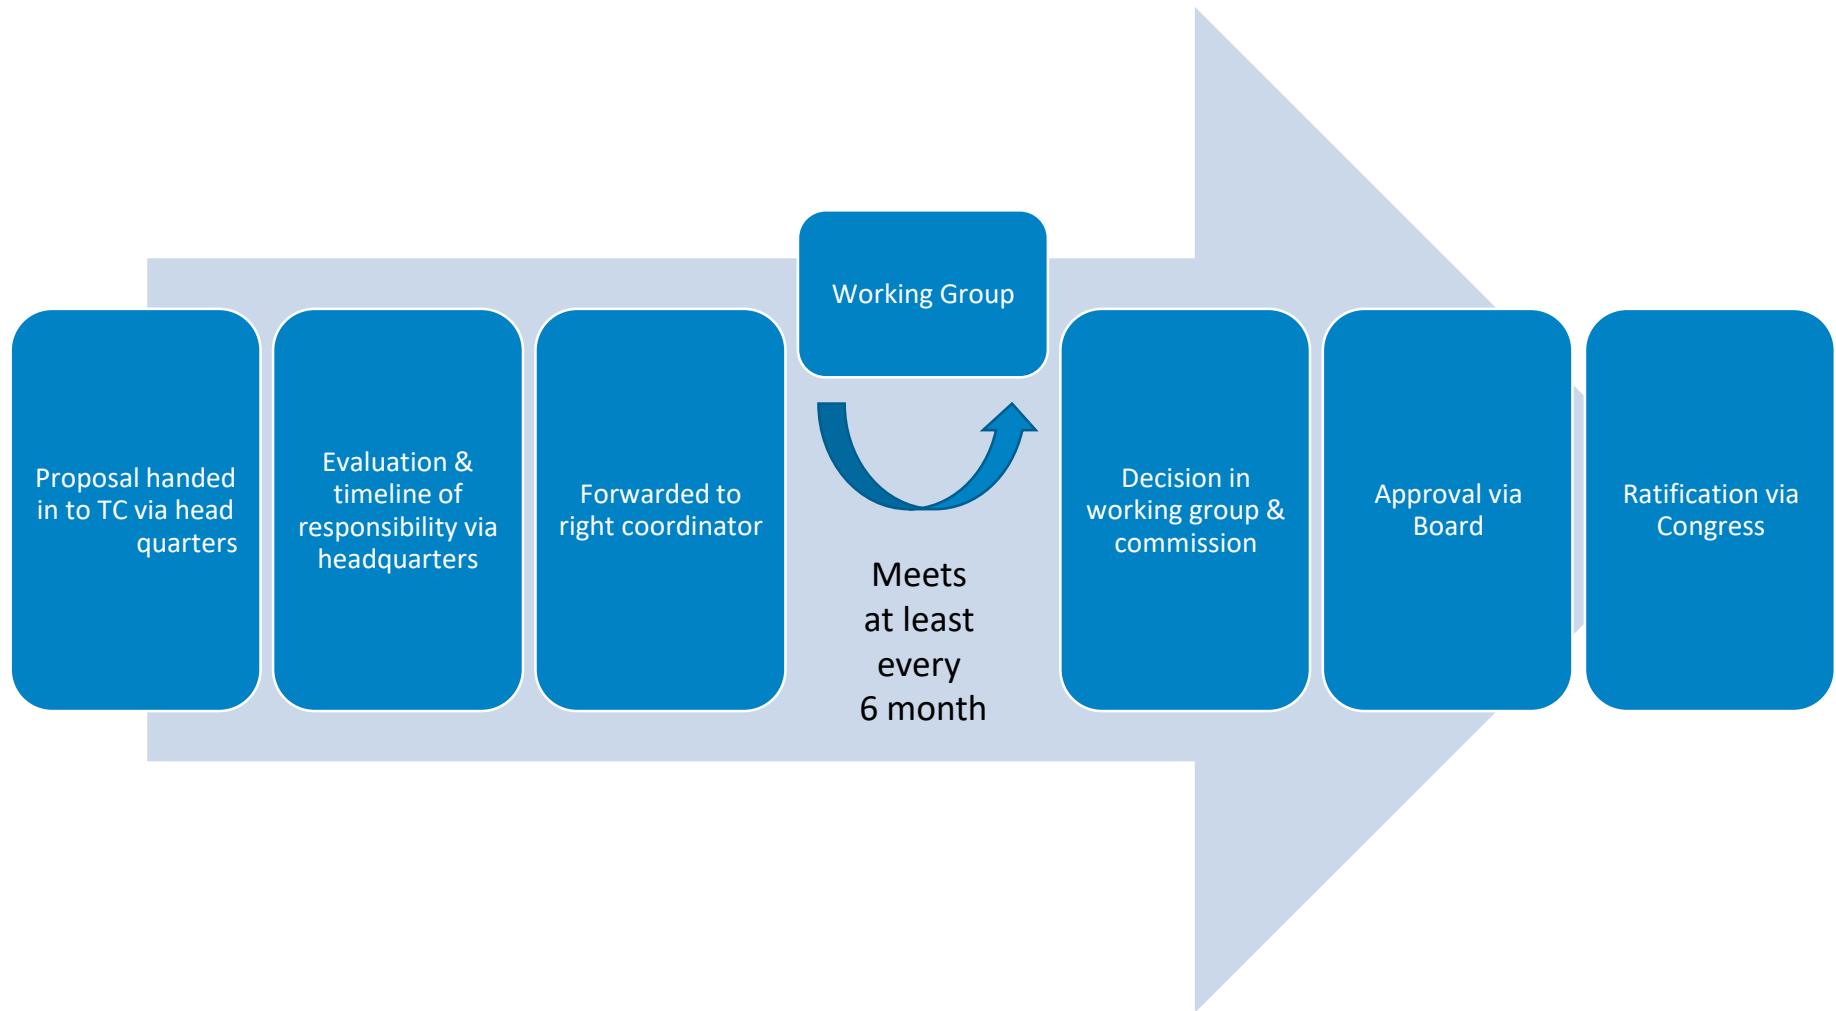 Proposal handed
in to TC via head
quarters
Evaluation &
timeline of
responsibility via
headquarters
Forwarded to
right coordinator
Working Group
Meets
at least
every
6 month
Decision in
working group &
commission
Approval via
Board
Ratification via
Congress